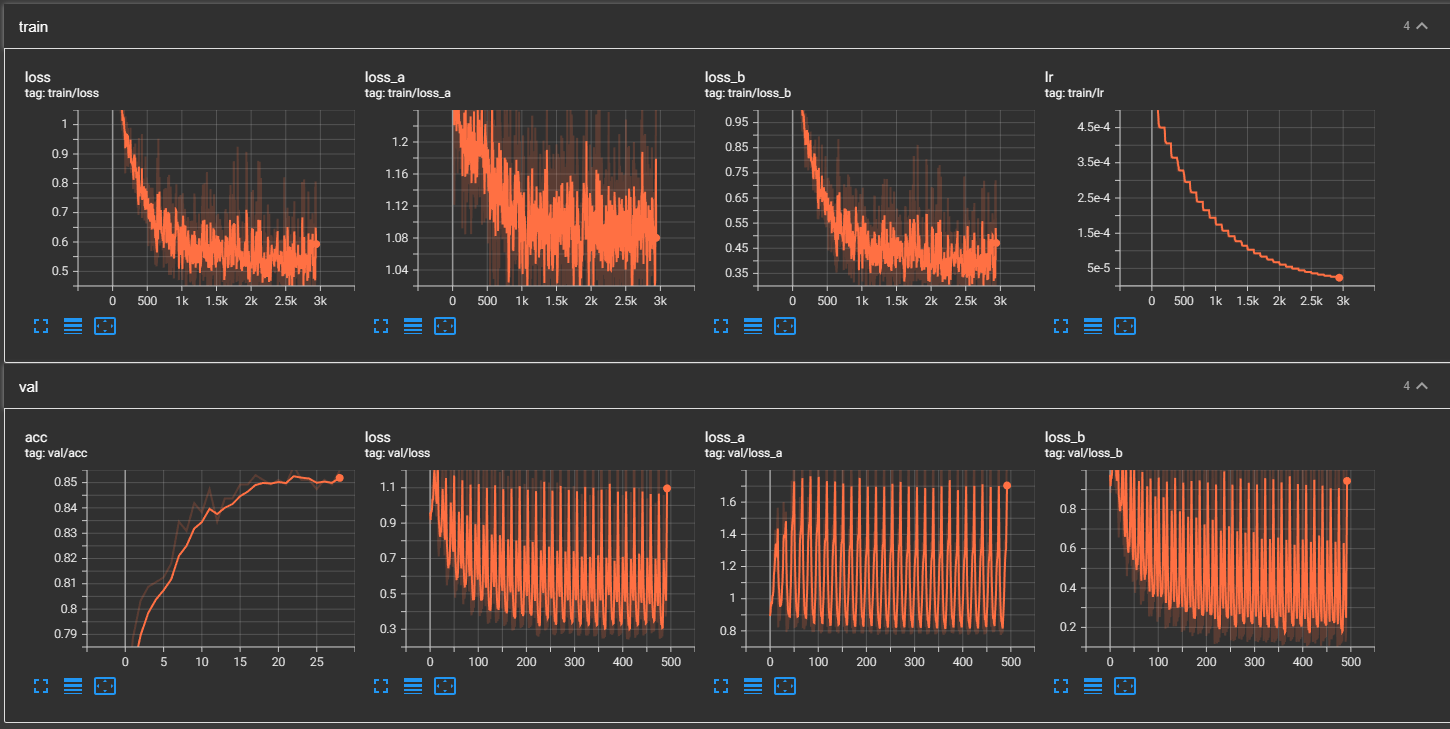 train
4
loss
tag: train/loss
1
0.9
0.8
0.7
0.6
0.5
0 500 1k 1.5k 2k 2.5k 3k
loss_a
tag: train/loss_a
1.2
1.16
1.12
1.08
1.04
0 500 1k 1.5k 2k 2.5k 3k
loss_b
tag: train/loss_b
0.95
0.85
0.75
0.65
0.55
0.45
0.35
0 500 1k 1.5k 2k 2.5k 3k
lr
tag: train/lr
4.5e-4
3.5e-4
2.5e-4
1.5e-4
5e-5
0 500 1k 1.5k 2k 2.5k 3k
val
4
acc
tag: val/acc
0.85
0.84
0.83
0.82
0.81
0.8
0.79
0 5 10 15 20 25
loss
tag: val/loss
1.1
0.9
0.7
0.5
0.3
0 100 200 300 400 500
loss_a
tag: val/loss_a
1.6
1.4
1.2
1
0.8
0 100 200 300 400 500
loss_b
tag: val/loss_b
0.8
0.6
0.4
0.2
0 100 200 300 400 500